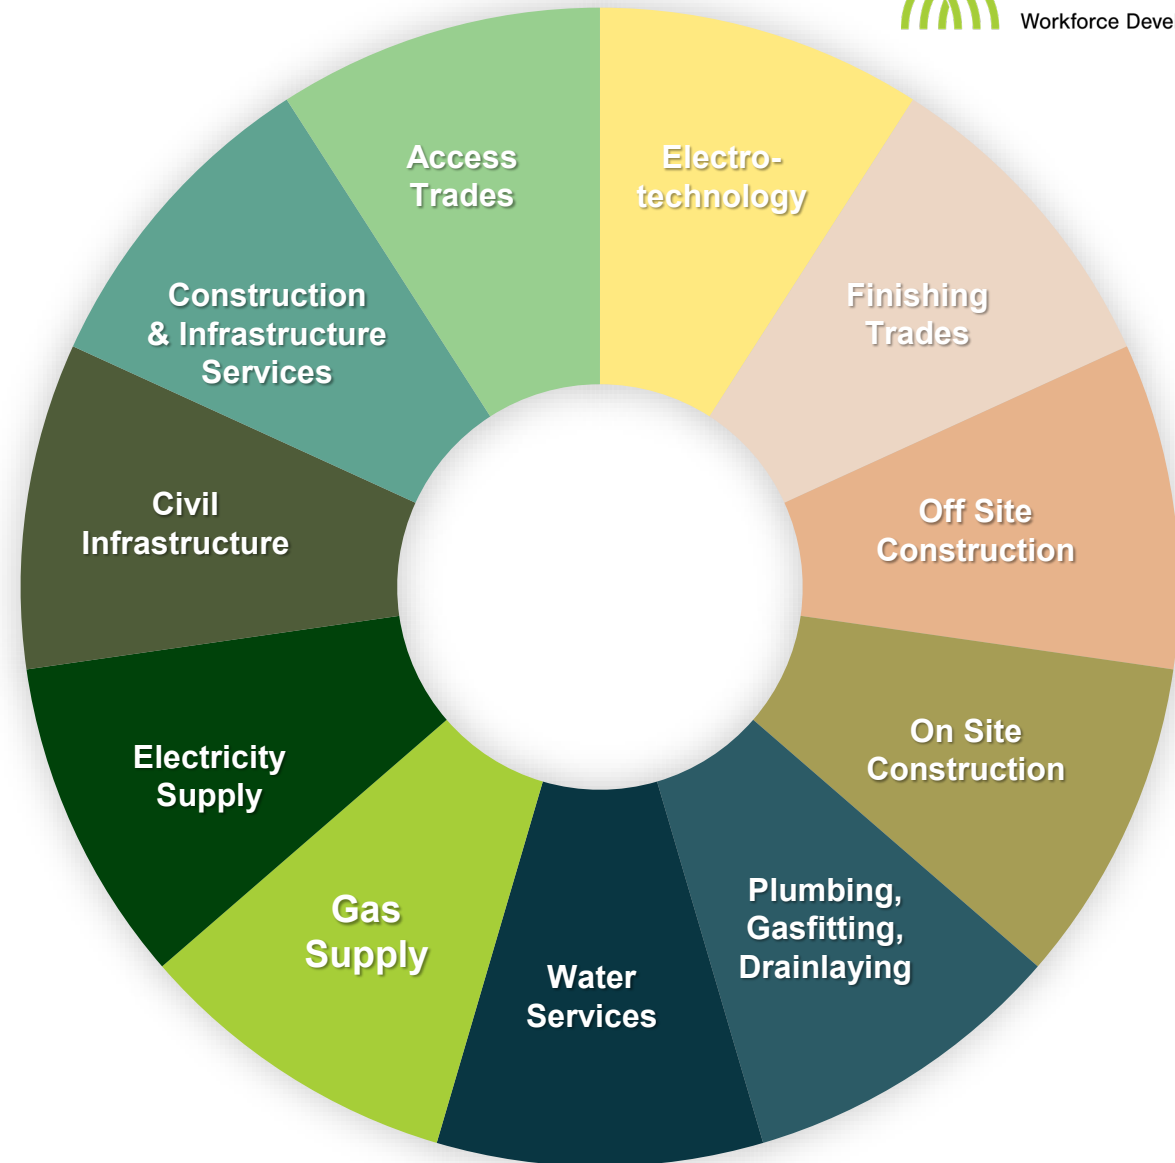 Workforce Deve
Access
Trades
Electro-
technology
Finishing
Trades
Construction
& Infrastructure
Services
Off Site
Construction
Civil
Infrastructure
On Site
Construction
Electricity
Supply
Plumbing,
Gasfitting,
Drainlaying
Gas
Supply
Water
Services